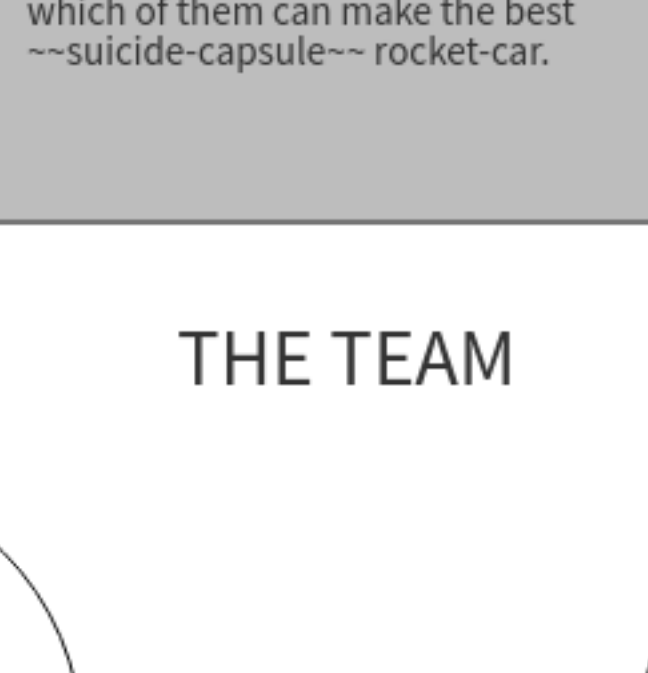 which of them can make the best
~~suicide-capsule~~ rocket-car.
THE TEAM